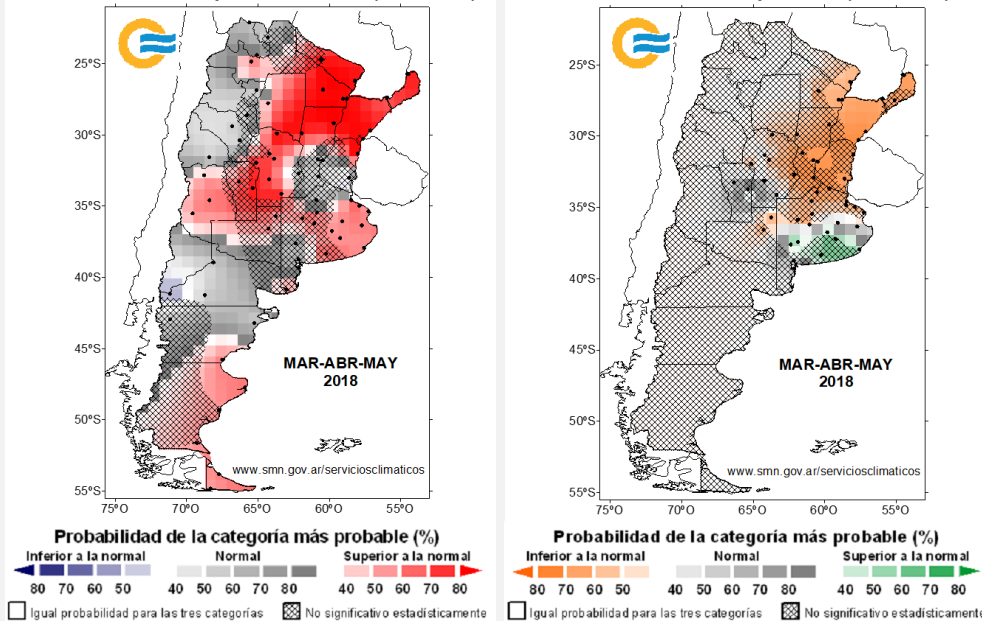 25°S
30°S
35°S
40°S
45°S
50°S
55°S
75°O
70°O
65°O
60°O
55°O
MAR-ABR-MAY
2018
www.smn.gov.ar/serviciosclimaticos
Probabilidad de la categoría más probable (%)
Inferior a la normal Normal Superior a la normal
80 70 60 50 40 50 60 70 80 40 50 60 70 80
Igual probabilidad para las tres categorías No significativo estadísticamente
25°S
30°S
35°S
40°S
45°S
50°S
55°S
75°O
70°O
65°O
60°O
55°O
MAR-ABR-MAY
2018
www.smn.gov.ar/serviciosclimaticos
Probabilidad de la categoría más probable (%)
Inferior a la normal Normal Superior a la normal
80 70 60 50 40 50 60 70 80 40 50 60 70 80
Igual probabilidad para las tres categorías No significativo estadísticamente